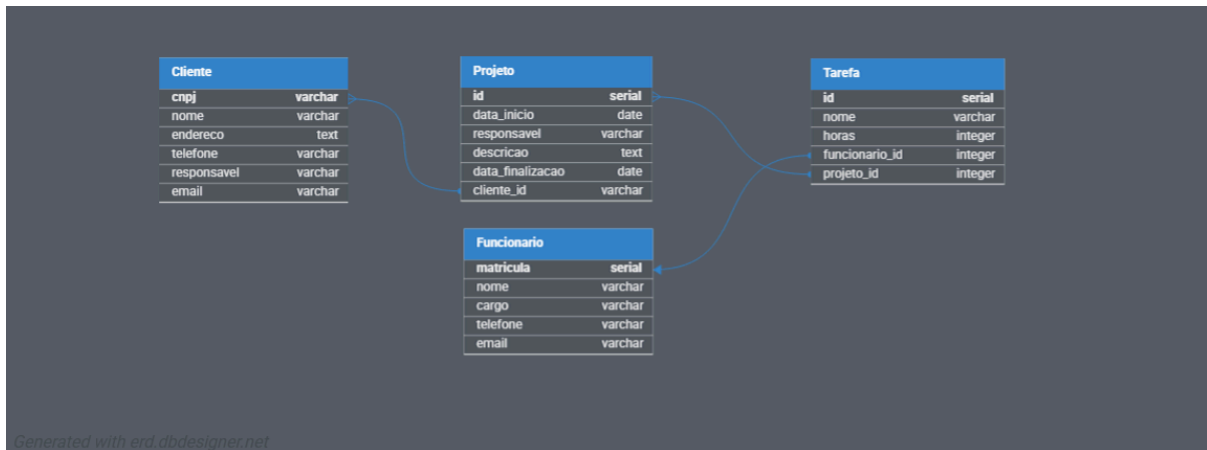 Cliente
cnpj varchar
nome varchar
endereco text
telefone varchar
responsavel varchar
email varchar
Projeto
id serial
data_inicio date
responsavel varchar
descricao text
data_finalizacao date
cliente_id varchar
Tarefa
id serial
nome varchar
horas integer
funcionario_id integer
projeto_id integer
Funcionario
matricula serial
nome varchar
cargo varchar
telefone varchar
email varchar
Generated with erd.dbdesigner.net